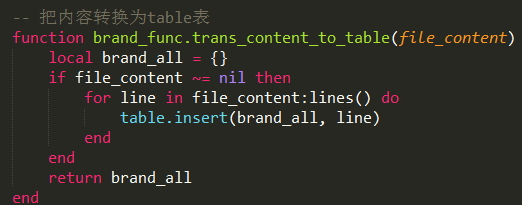 -- 把内容转换为table表
function brand_func.trans_content_to_table(file_content)
    local brand_all = {}
    if file_content ~= nil then
        for line in file_content:lines() do
            table.insert(brand_all, line)
        end
    end
    return brand_all
end